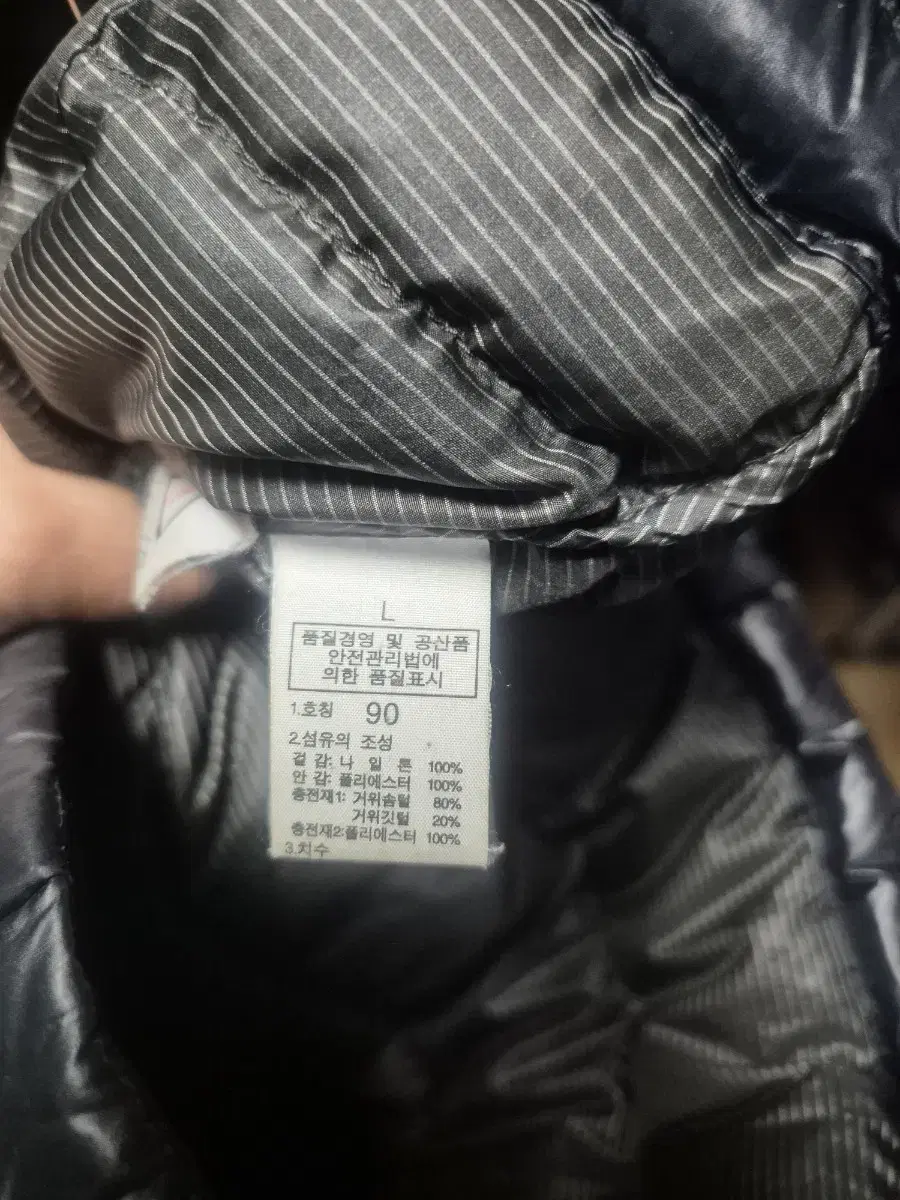 L
품질경영 및 공산품
안전관리법에
의한 품질표시
1.호칭 90
2.섬유의 조성
겉 감: 나 일 론 100%
안 감: 폴리에스터 100%
충전재1: 거위솜털 80%
거위깃털 20%
충전재2:폴리에스터 100%
3.치수